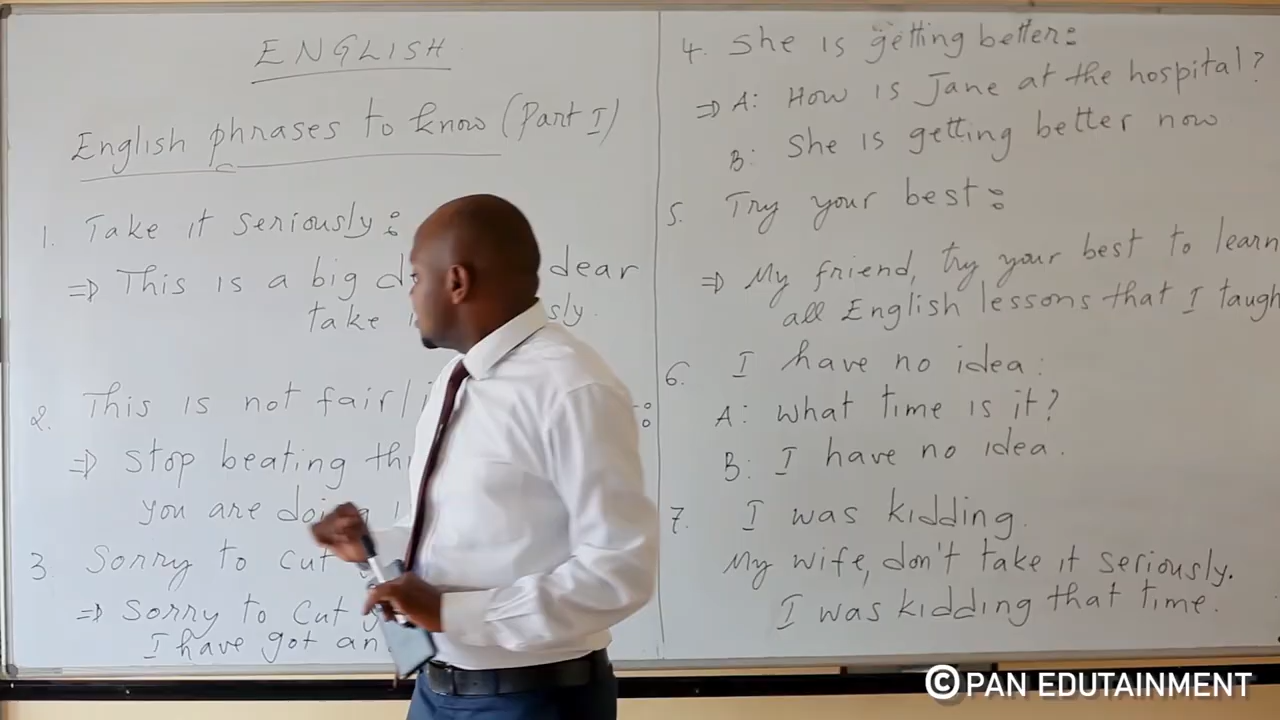 ENGLISH
English phrases to know (Part I)
1. Take it seriously:
⇒ This is a big dear
take sly.
2. This is not fair/ :
⇒ Stop beating
you are doing
3. Sorry to cut
⇒ Sorry to cut
I have got an
4. She is getting better:
⇒ A: How is Jane at the hospital?
B: She is getting better now
5. Try your best:
⇒ My friend, try your best to learn
all English lessons that I taugh
6. I have no idea:
A: What time is it?
B: I have no idea.
7. I was kidding.
My wife, don't take it seriously.
I was kidding that time.
© PAN EDUTAINMENT